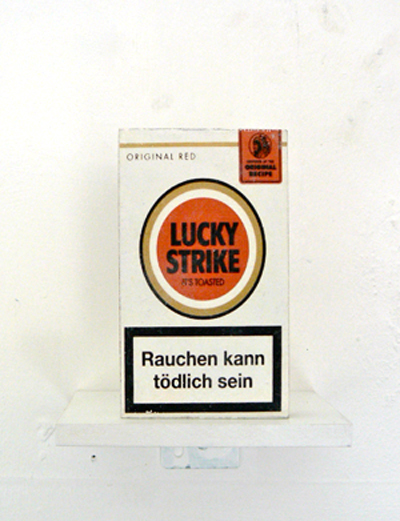 ORIGINAL RED
ORIGINAL
RECIPE
LUCKY
STRIKE
IT'S TOASTED
Rauchen kann
tödlich sein